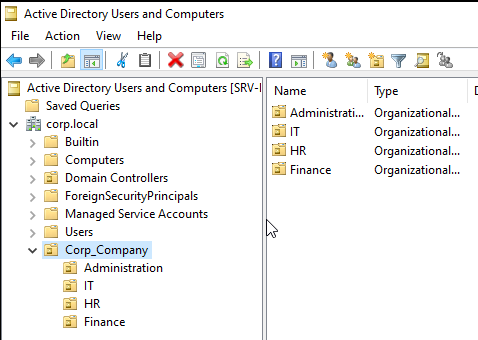 Active Directory Users and Computers
File Action View Help
Active Directory Users and Computers [SRV-
Saved Queries
corp.local
Builtin
Computers
Domain Controllers
ForeignSecurityPrincipals
Managed Service Accounts
Users
Corp_Company
Administration
IT
HR
Finance
Name Type
Administrati... Organizational...
IT Organizational...
HR Organizational...
Finance Organizational...